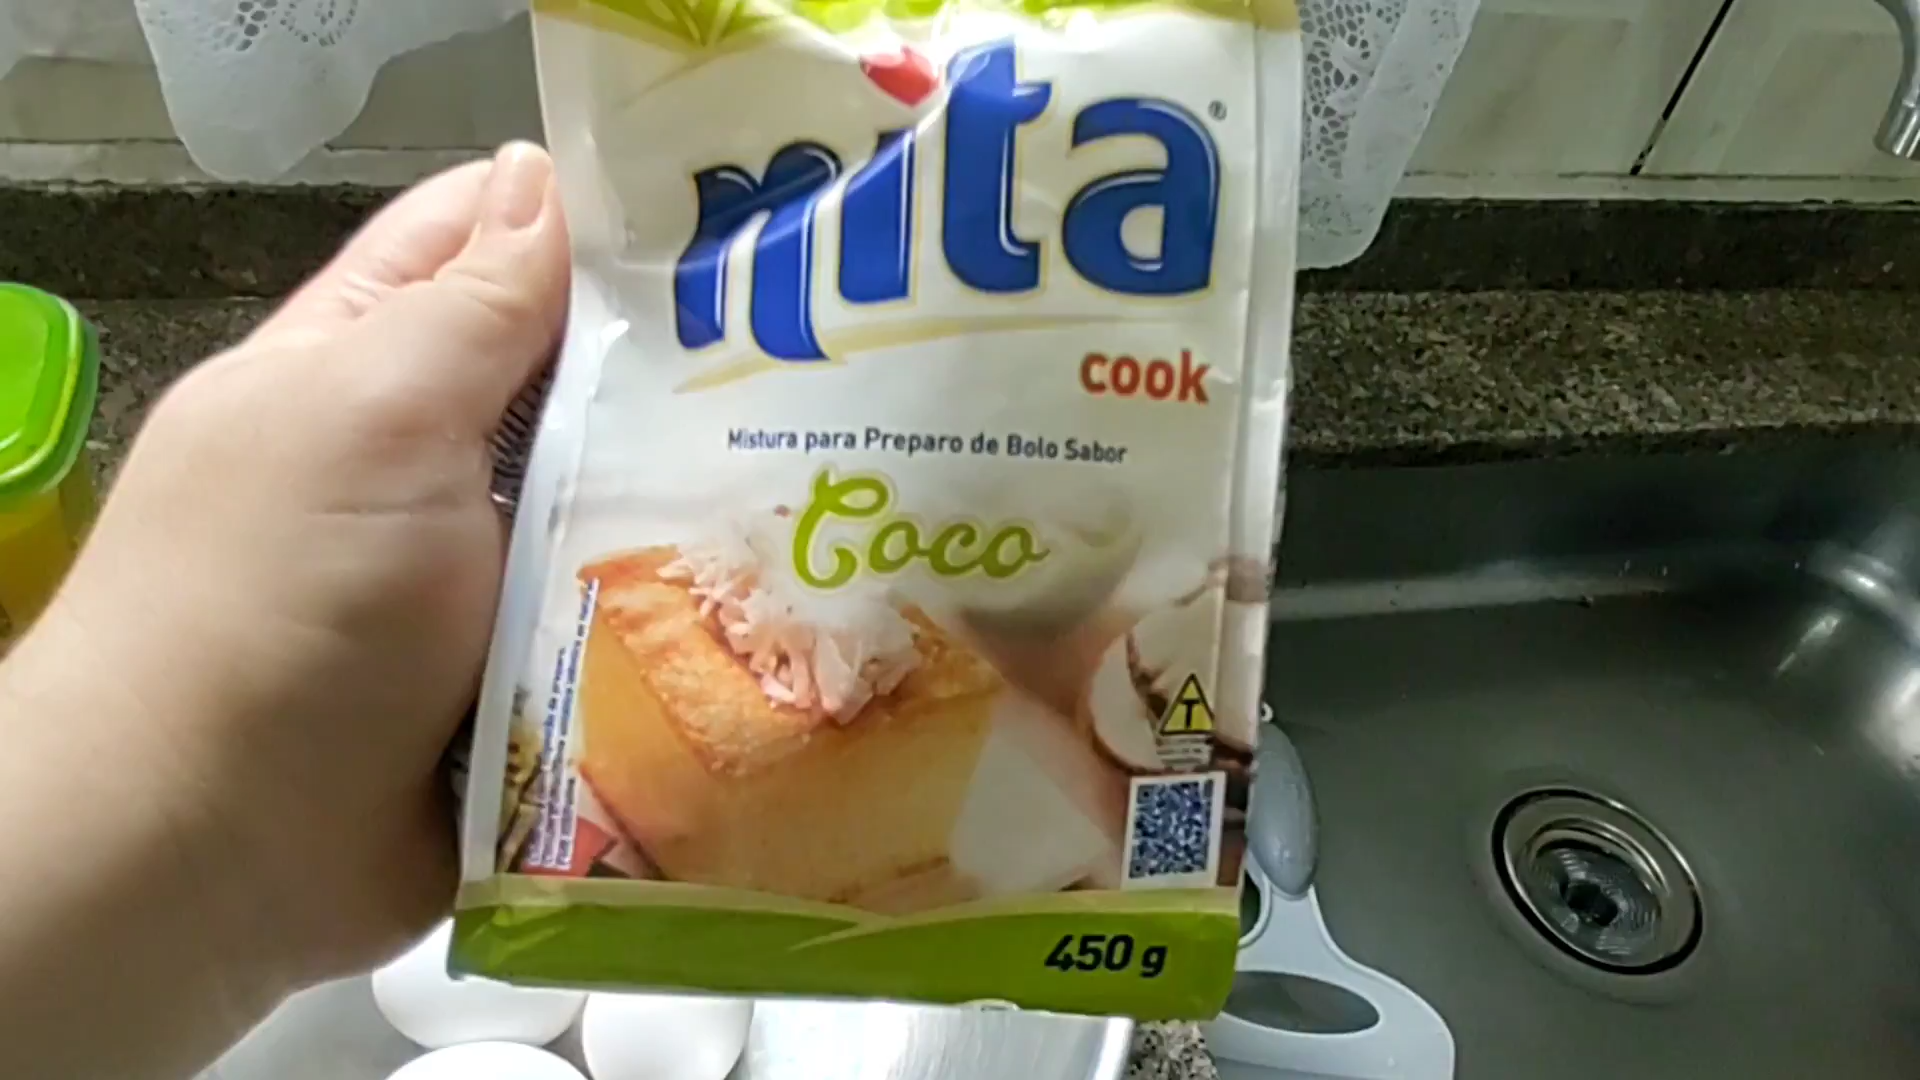 nita®
cook
Mistura para Preparo de Bolo Sabor
Coco
T
450 g